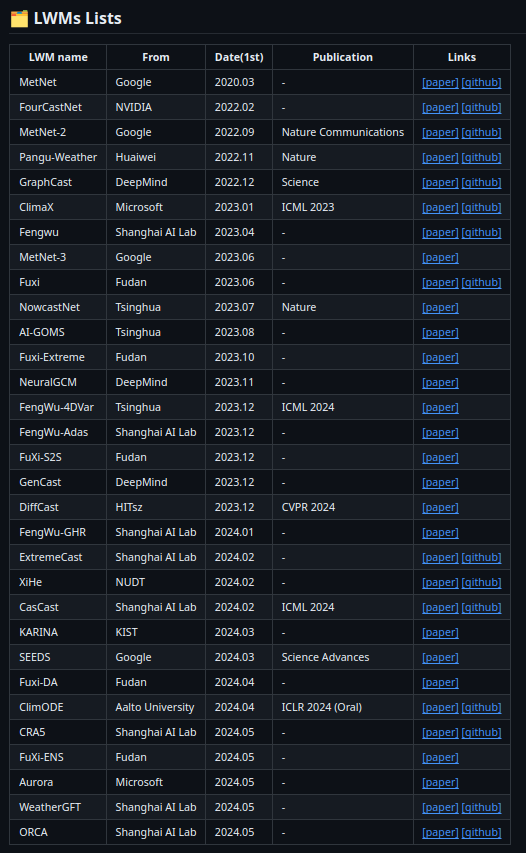 🗂️ LWMs Lists
LWM name From Date(1st) Publication Links
MetNet Google 2020.03 - [paper] [github]
FourCastNet NVIDIA 2022.02 - [paper] [github]
MetNet-2 Google 2022.09 Nature Communications [paper] [github]
Pangu-Weather Huaiwei 2022.11 Nature [paper] [github]
GraphCast DeepMind 2022.12 Science [paper] [github]
ClimaX Microsoft 2023.01 ICML 2023 [paper] [github]
Fengwu Shanghai AI Lab 2023.04 - [paper] [github]
MetNet-3 Google 2023.06 - [paper]
Fuxi Fudan 2023.06 - [paper] [github]
NowcastNet Tsinghua 2023.07 Nature [paper]
AI-GOMS Tsinghua 2023.08 - [paper]
Fuxi-Extreme Fudan 2023.10 - [paper]
NeuralGCM DeepMind 2023.11 - [paper]
FengWu-4DVar Tsinghua 2023.12 ICML 2024 [paper]
FengWu-Adas Shanghai AI Lab 2023.12 - [paper]
FuXi-S2S Fudan 2023.12 - [paper]
GenCast DeepMind 2023.12 - [paper]
DiffCast HITsz 2023.12 CVPR 2024 [paper]
FengWu-GHR Shanghai AI Lab 2024.01 - [paper]
ExtremeCast Shanghai AI Lab 2024.02 - [paper] [github]
XiHe NUDT 2024.02 - [paper] [github]
CasCast Shanghai AI Lab 2024.02 ICML 2024 [paper] [github]
KARINA KIST 2024.03 - [paper]
SEEDS Google 2024.03 Science Advances [paper]
Fuxi-DA Fudan 2024.04 - [paper]
ClimODE Aalto University 2024.04 ICLR 2024 (Oral) [paper] [github]
CRA5 Shanghai AI Lab 2024.05 - [paper] [github]
FuXi-ENS Fudan 2024.05 - [paper]
Aurora Microsoft 2024.05 - [paper]
WeatherGFT Shanghai AI Lab 2024.05 - [paper] [github]
ORCA Shanghai AI Lab 2024.05 - [paper] [github]